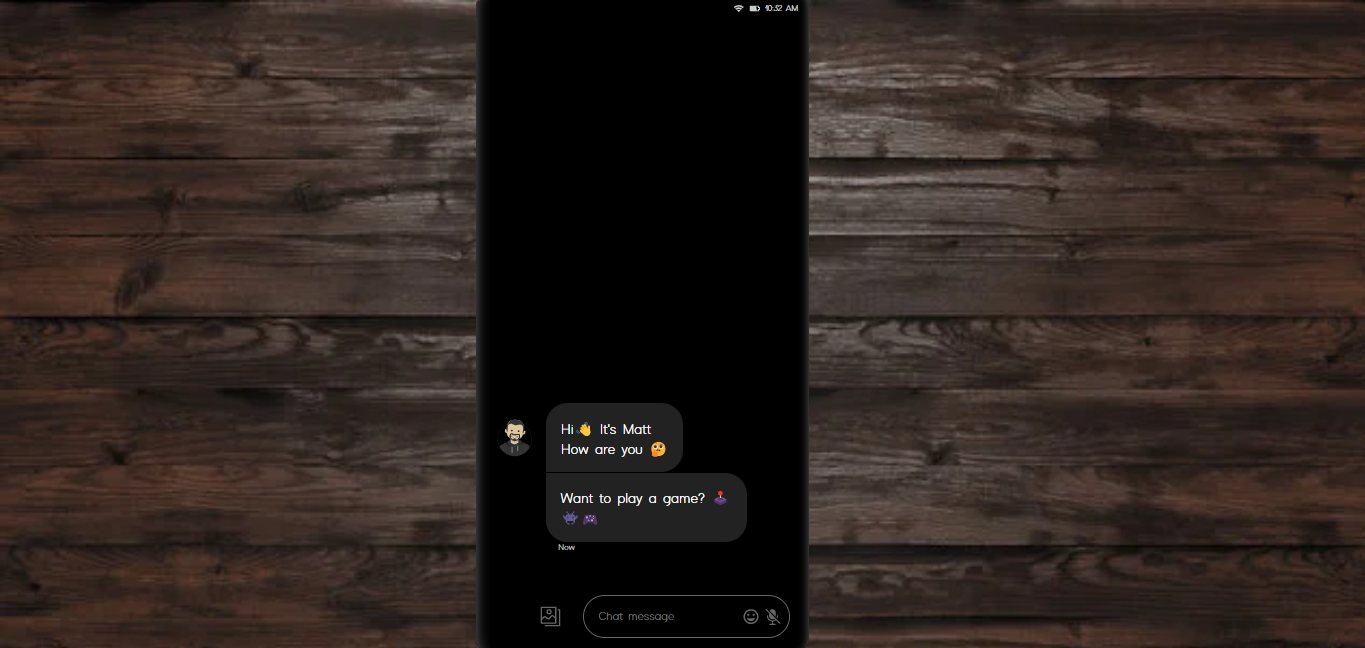 10:32 AM
Hi👋 It's Matt
How are you 🤔
Want to play a game? 🕹️
👾🎮
Now
Chat message